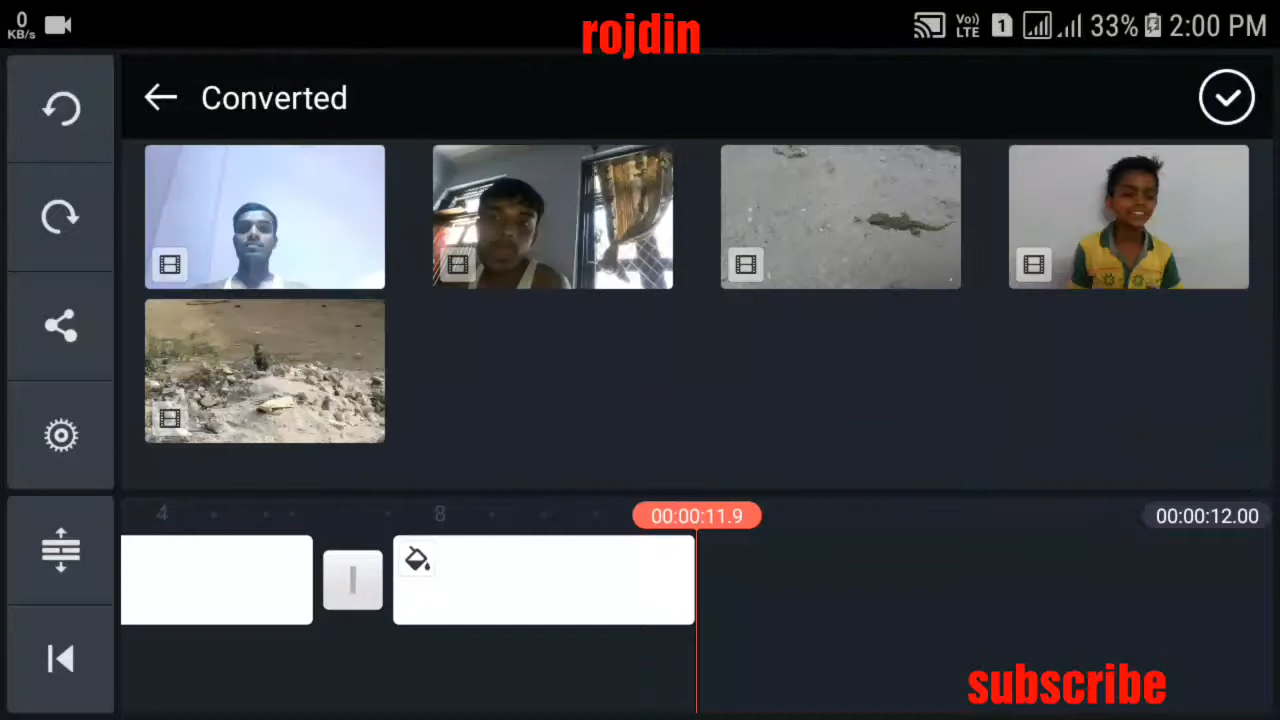 0
KB/s
rojdin
Vo))
LTE
1
33%
2:00 PM
Converted
4
8
00:00:11.9
00:00:12.00
subscribe